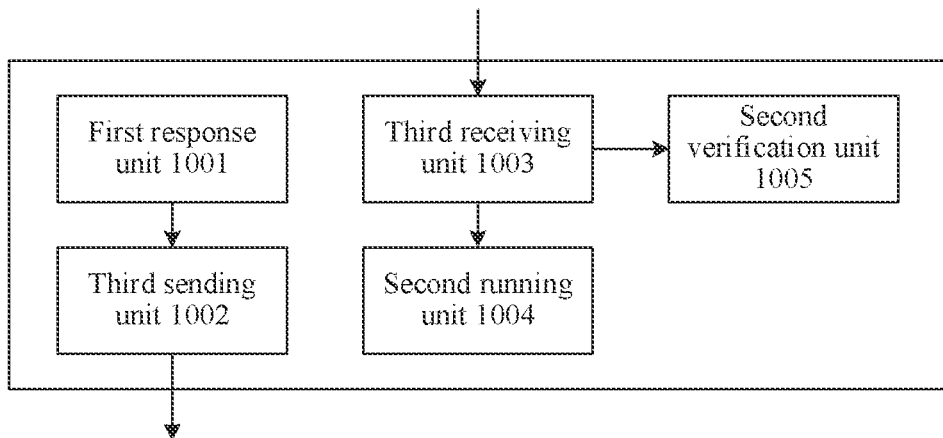 First response
unit 1001
Third receiving
unit 1003
Second
verification unit
1005
Third sending
unit 1002
Second running
unit 1004